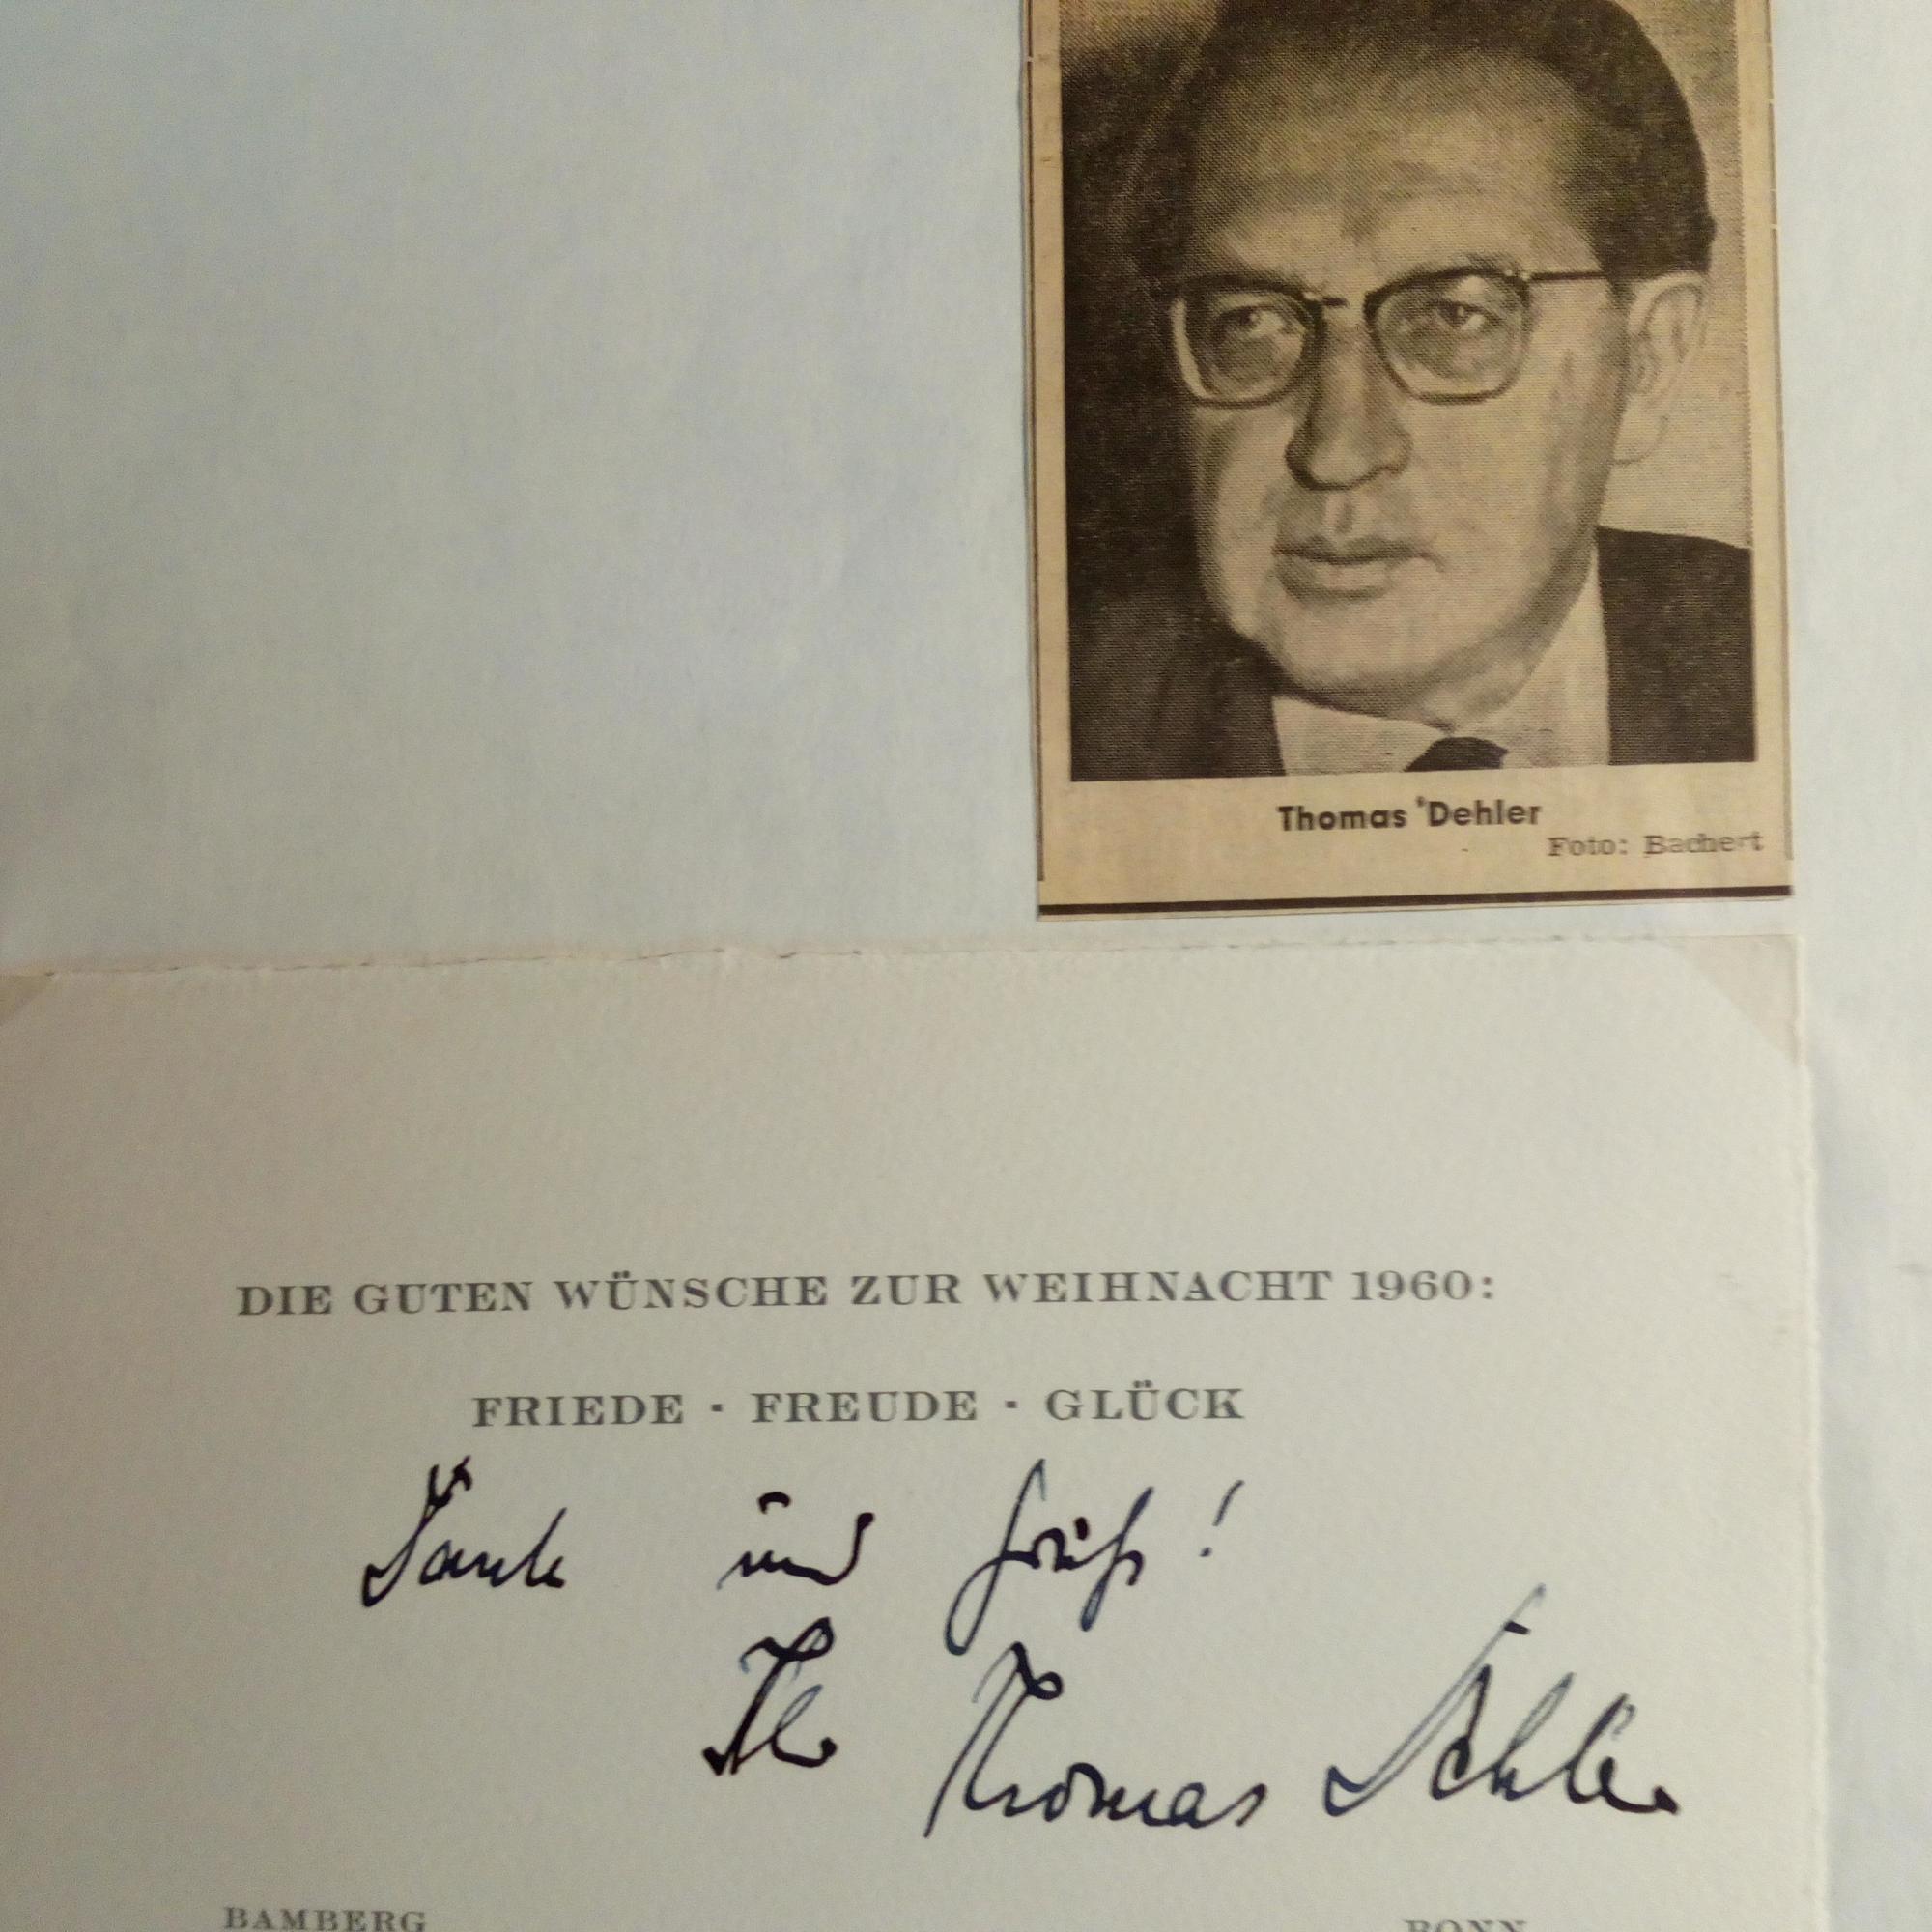 Thomas Dehler
Foto: Bachert
DIE GUTEN WÜNSCHE ZUR WEIHNACHT 1960:
FRIEDE · FREUDE · GLÜCK
Dank und Gruß!
Ihr Thomas Dehler
BAMBERG BONN